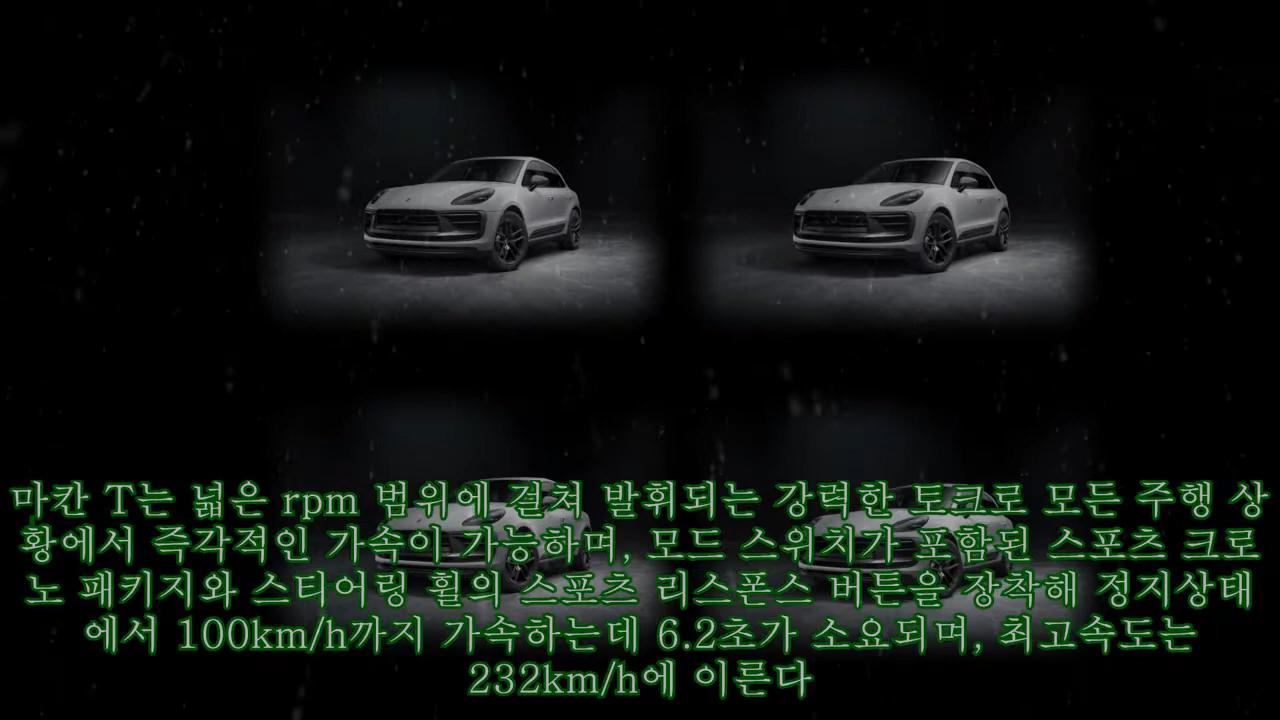 마칸 T는 넓은 rpm 범위에 걸쳐 발휘되는 강력한 토크로 모든 주행 상
황에서 즉각적인 가속이 가능하며, 모드 스위치가 포함된 스포츠 크로
노 패키지와 스티어링 휠의 스포츠 리스폰스 버튼을 장착해 정지상태
에서 100km/h까지 가속하는데 6.2초가 소요되며, 최고속도는
232km/h에 이른다